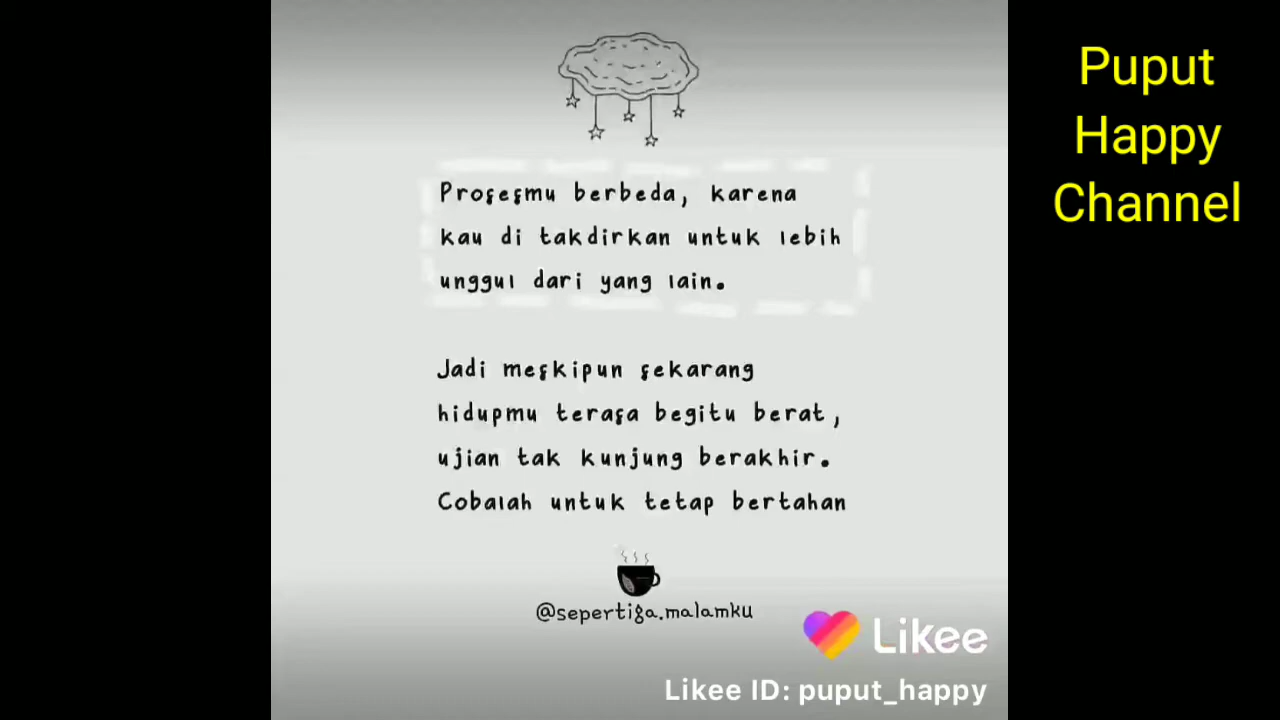 Prosesmu berbeda, karena
kau di takdirkan untuk lebih
unggul dari yang lain.
Jadi meskipun sekarang
hidupmu terasa begitu berat,
ujian tak kunjung berakhir.
Cobalah untuk tetap bertahan
@sepertiga.malamku
Likee
Likee ID: puput_happy
Puput
Happy
Channel